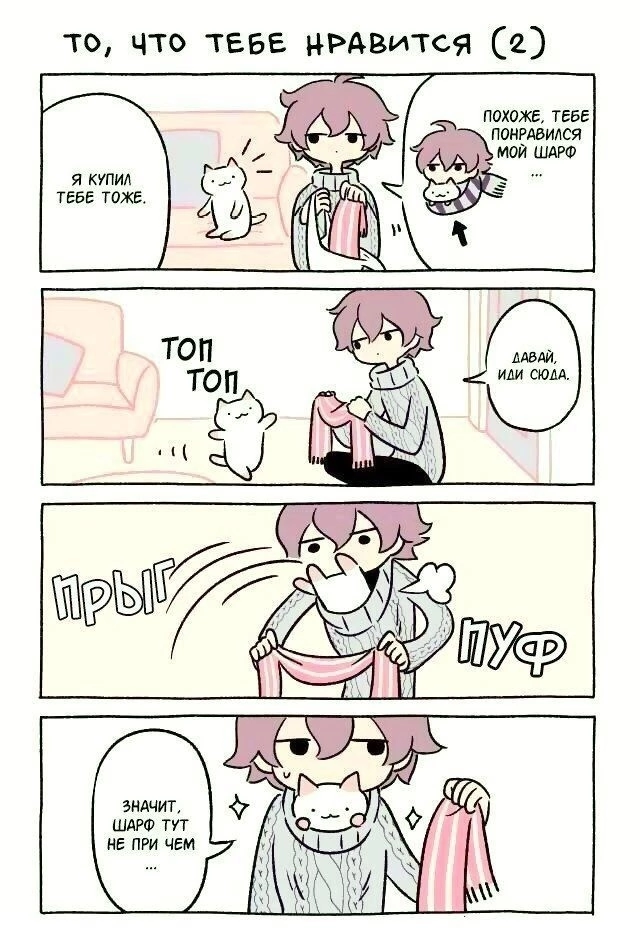 ТО, ЧТО ТЕБЕ НРАВИТСЯ (2)
ПОХОЖЕ, ТЕБЕ
ПОНРАВИЛСЯ
МОЙ ШАРФ
...
Я КУПИЛ
ТЕБЕ ТОЖЕ.
ТОП
ТОП
ДАВАЙ,
ИДИ СЮДА.
ПРЫГ
ПУФ
ЗНАЧИТ,
ШАРФ ТУТ
НЕ ПРИ ЧЕМ
...